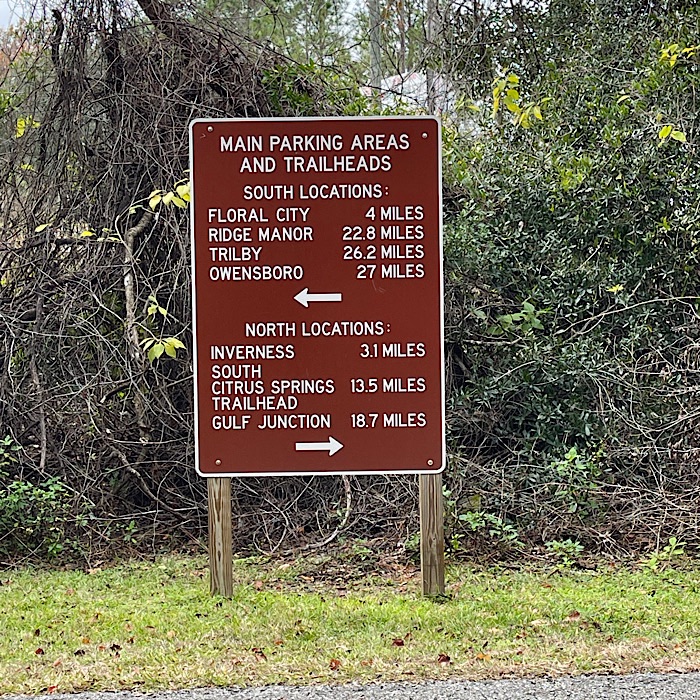 MAIN PARKING AREAS
AND TRAILHEADS
SOUTH LOCATIONS:
FLORAL CITY 4 MILES
RIDGE MANOR 22.8 MILES
TRILBY 26.2 MILES
OWENSBORO 27 MILES
NORTH LOCATIONS:
INVERNESS 3.1 MILES
SOUTH
CITRUS SPRINGS 13.5 MILES
TRAILHEAD
GULF JUNCTION 18.7 MILES